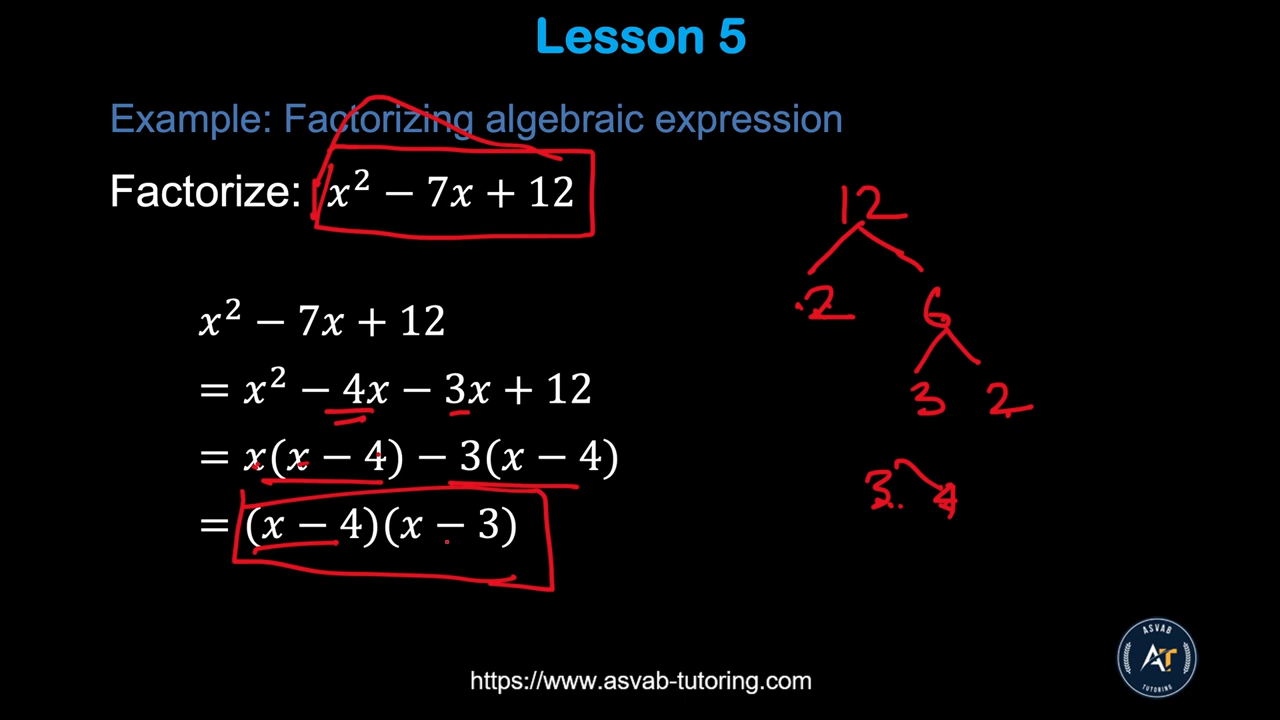 Lesson 5
Example: Factorizing algebraic expression
Factorize: x² − 7x + 12
x² − 7x + 12
= x² − 4x − 3x + 12
= x(x − 4) − 3(x − 4)
= (x − 4)(x − 3)
12
2 6
3 2
3 4
ASVAB
AT
TUTORING
https://www.asvab-tutoring.com